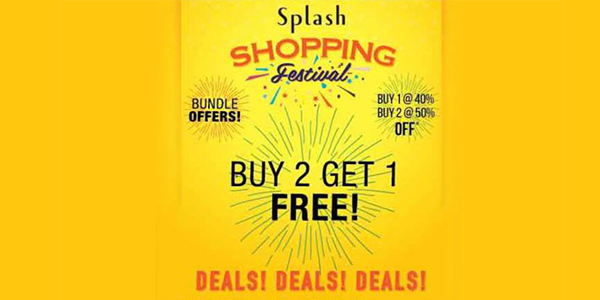 Splash
SHOPPING
Festival
BUNDLE
OFFERS!
BUY 1 @ 40%
BUY 2 @ 50%
OFF*
BUY 2 GET 1
FREE!
DEALS! DEALS! DEALS!